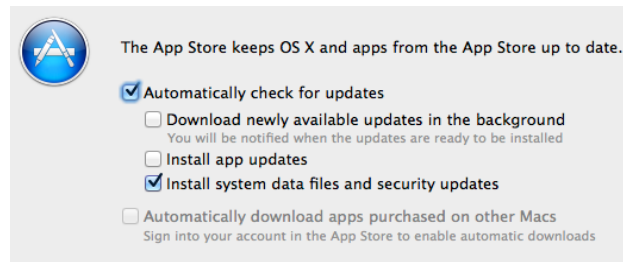 The App Store keeps OS X and apps from the App Store up to date.
Automatically check for updates
Download newly available updates in the background
You will be notified when the updates are ready to be installed
Install app updates
Install system data files and security updates
Automatically download apps purchased on other Macs
Sign into your account in the App Store to enable automatic downloads